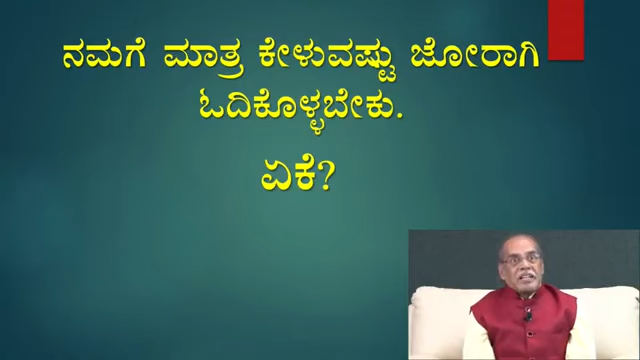 ನಮಗೆ ಮಾತ್ರ ಕೇಳುವಷ್ಟು ಜೋರಾಗಿ
ಓದಿಕೊಳ್ಳಬೇಕು.
ಏಕೆ?